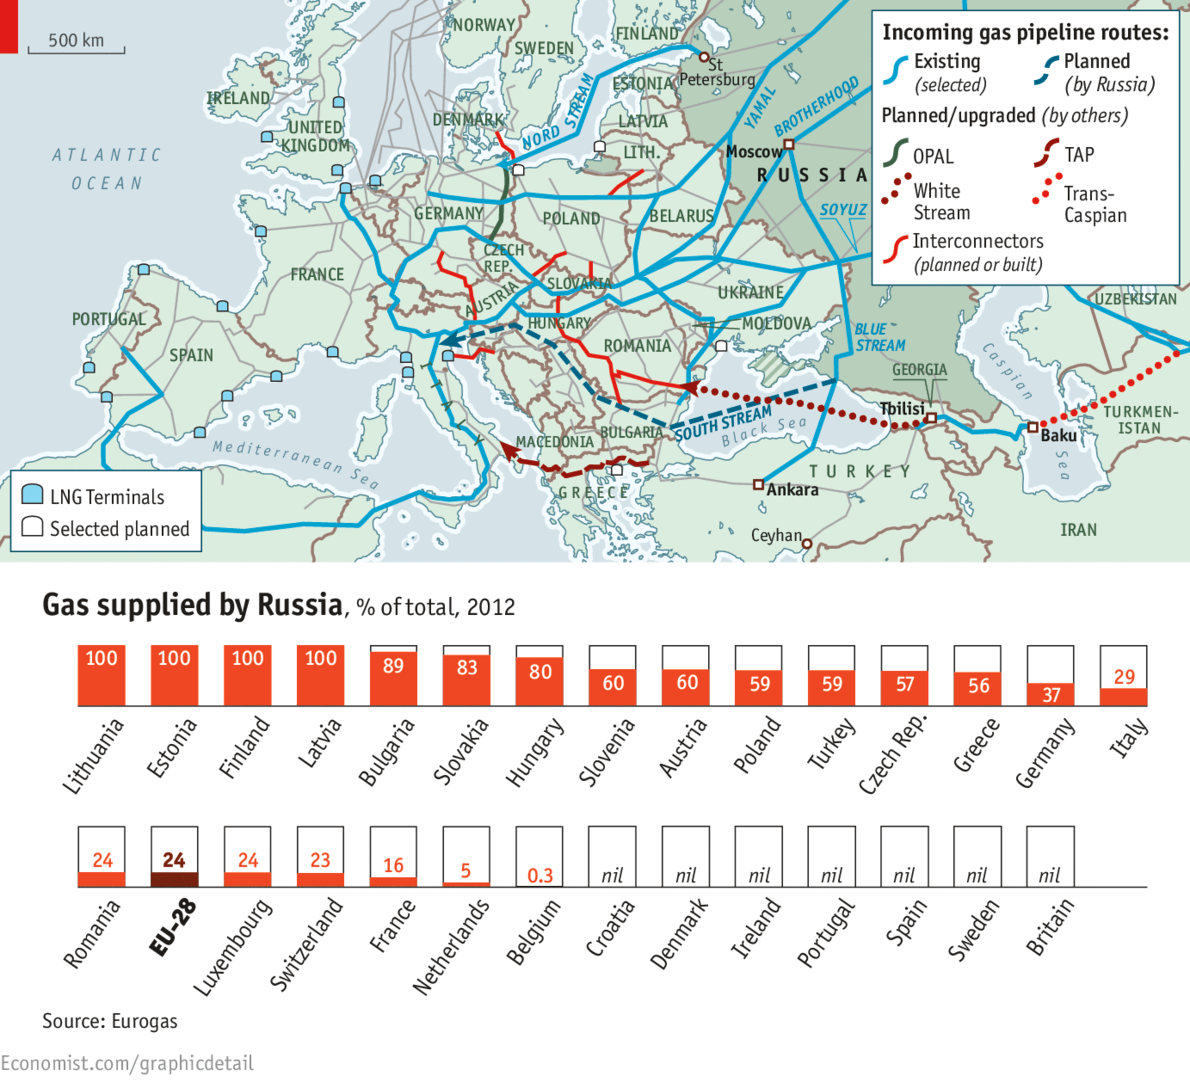 500 km
NORWAY
SWEDEN
FINLAND
St
Petersburg
ESTONIA
LATVIA
LITH.
IRELAND
UNITED
KINGDOM
DENMARK
NORD STREAM
YAMAL
BROTHERHOOD
Moscow
RUSSIA
SOYUZ
ATLANTIC
OCEAN
GERMANY
POLAND
BELARUS
CZECH
REP.
FRANCE
AUSTRIA
SLOVAKIA
UKRAINE
HUNGARY
MOLDOVA
ROMANIA
BLUE
STREAM
PORTUGAL
SPAIN
ITALY
GEORGIA
Tbilisi
Caspian Sea
UZBEKISTAN
TURKMEN-
ISTAN
Baku
SOUTH STREAM
Black Sea
MACEDONIA
BULGARIA
GREECE
TURKEY
Ankara
Ceyhan
IRAN
Mediterranean Sea
Incoming gas pipeline routes:
Existing
(selected)
Planned
(by Russia)
Planned/upgraded (by others)
OPAL
TAP
White
Stream
Trans-
Caspian
Interconnectors
(planned or built)
LNG Terminals
Selected planned
Gas supplied by Russia, % of total, 2012
100 100 100 100 89 83 80 60 60 59 59 57 56 37 29
Lithuania Estonia Finland Latvia Bulgaria Slovakia Hungary Slovenia Austria Poland Turkey Czech Rep. Greece Germany Italy
24 24 24 23 16 5 0.3 nil nil nil nil nil nil nil
Romania EU-28 Luxembourg Switzerland France Netherlands Belgium Croatia Denmark Ireland Portugal Spain Sweden Britain
Source: Eurogas
Economist.com/graphicdetail